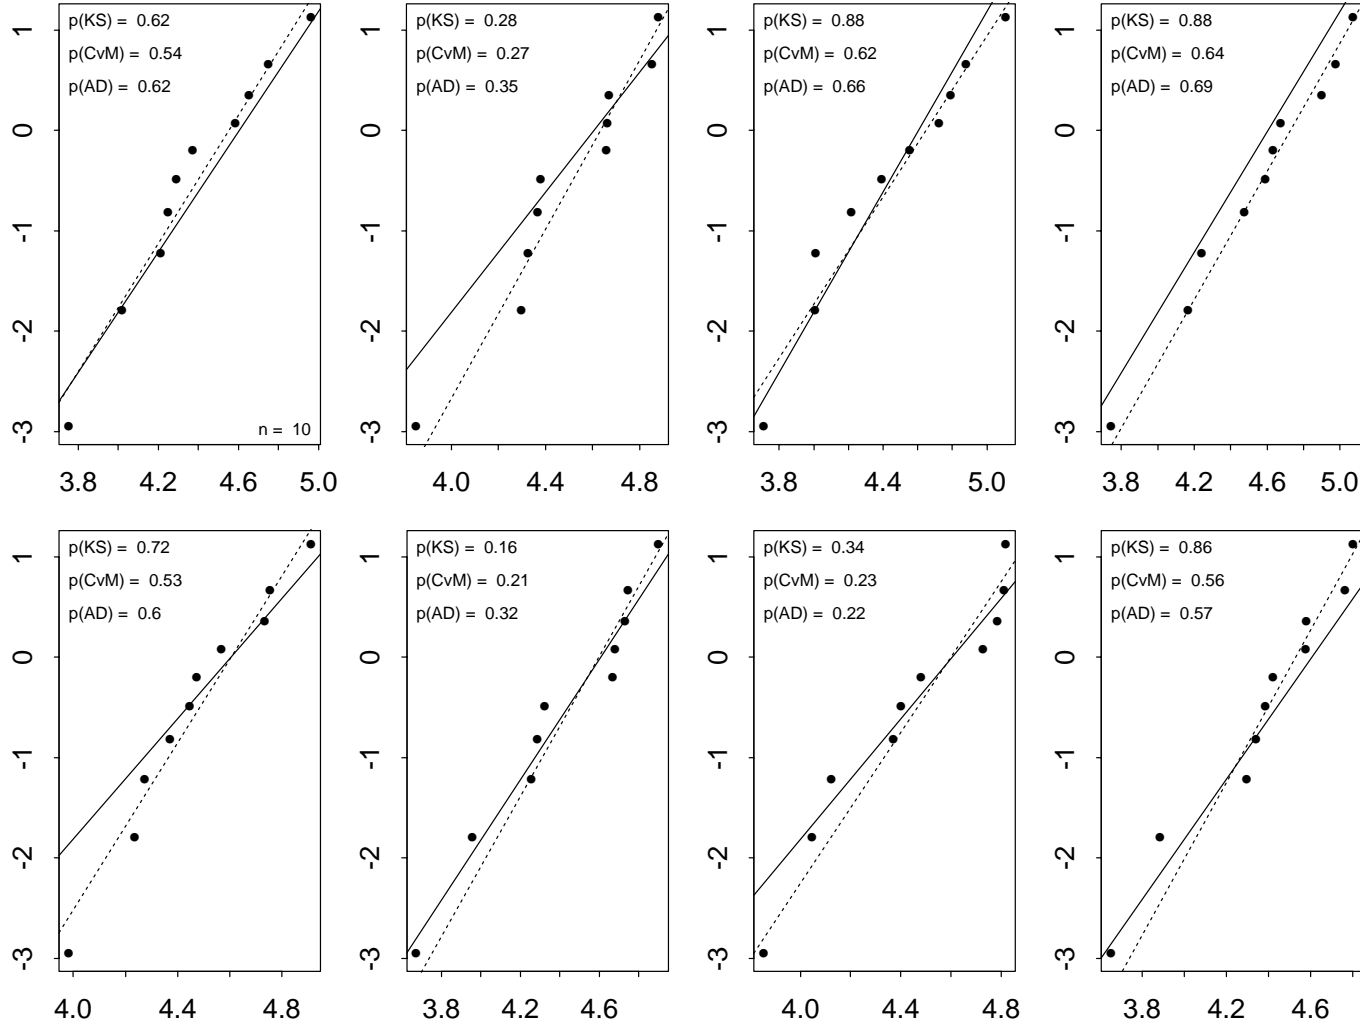 p(KS) = 0.62
p(CvM) = 0.54
p(AD) = 0.62
n = 10
1
0
-1
-2
-3
3.8 4.2 4.6 5.0
p(KS) = 0.28
p(CvM) = 0.27
p(AD) = 0.35
1
0
-1
-2
-3
4.0 4.4 4.8
p(KS) = 0.88
p(CvM) = 0.62
p(AD) = 0.66
1
0
-1
-2
-3
3.8 4.4 5.0
p(KS) = 0.88
p(CvM) = 0.64
p(AD) = 0.69
1
0
-1
-2
-3
3.8 4.2 4.6 5.0
p(KS) = 0.72
p(CvM) = 0.53
p(AD) = 0.6
1
0
-1
-2
-3
4.0 4.4 4.8
p(KS) = 0.16
p(CvM) = 0.21
p(AD) = 0.32
1
0
-1
-2
-3
3.8 4.2 4.6
p(KS) = 0.34
p(CvM) = 0.23
p(AD) = 0.22
1
0
-1
-2
-3
4.0 4.4 4.8
p(KS) = 0.86
p(CvM) = 0.56
p(AD) = 0.57
1
0
-1
-2
-3
3.8 4.2 4.6